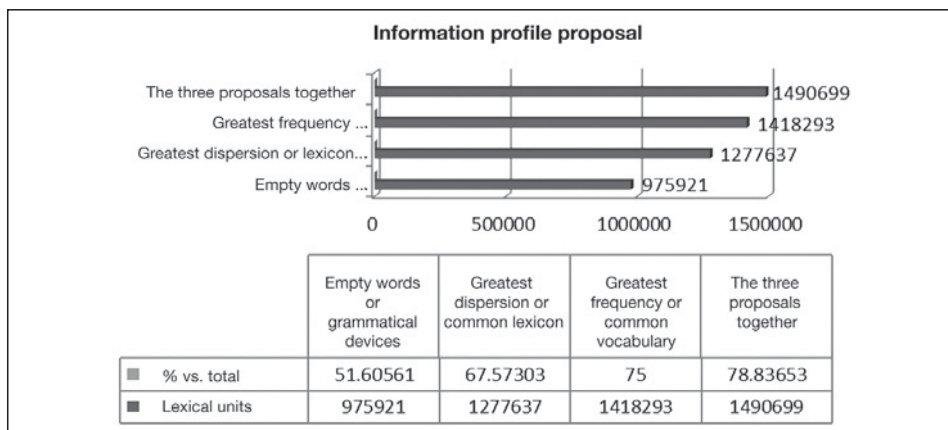 Information profile proposal
The three proposals together
1490699
Greatest frequency ...
1418293
Greatest dispersion or lexicon...
1277637
Empty words ...
975921
0 500000 1000000 1500000
Empty words
or
grammatical
devices
Greatest
dispersion or
common lexicon
Greatest
frequency or
common
vocabulary
The three
proposals
together
% vs. total 51.60561 67.57303 75 78.83653
Lexical units 975921 1277637 1418293 1490699